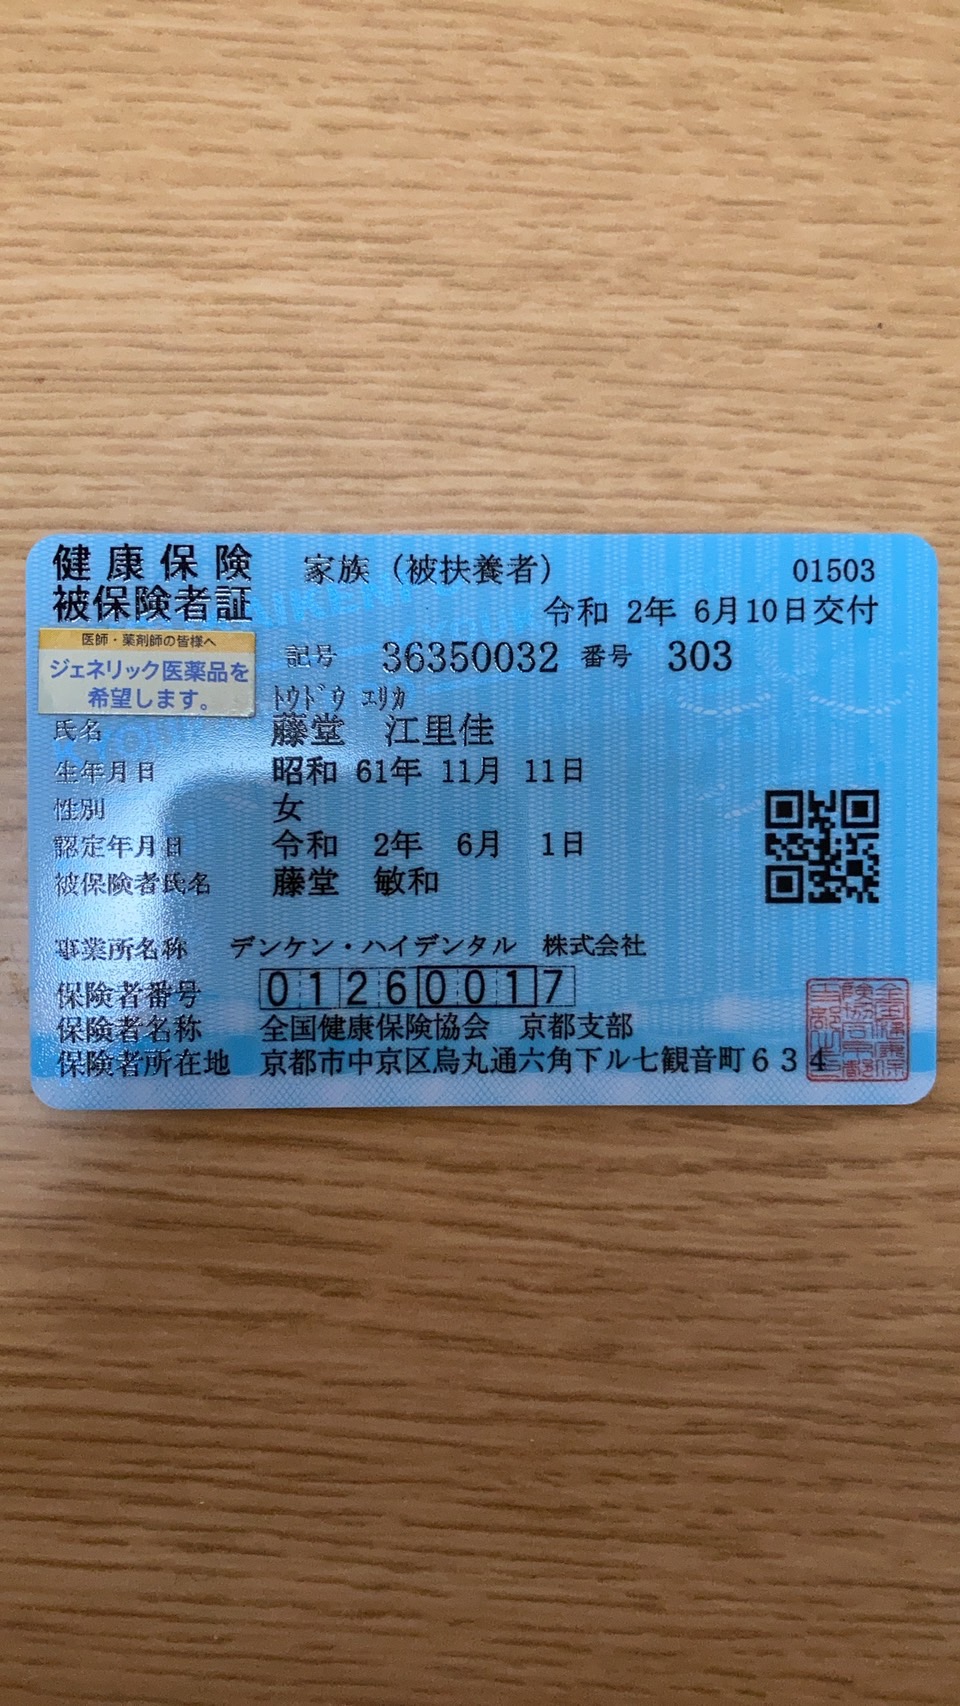 健康保険 家族（被扶養者） 01503
被保険者証 令和 2年 6月10日交付
医師・薬剤師の皆様へ
ジェネリック医薬品を
希望します。
記号 36350032 番号 303
ﾄｳﾄﾞｳ ｴﾘｶ
氏名 藤堂 江里佳
生年月日 昭和 61年 11月 11日
性別 女
認定年月日 令和 2年 6月 1日
被保険者氏名 藤堂 敏和
事業所名称 デンケン・ハイデンタル 株式会社
保険者番号 01260017
保険者名称 全国健康保険協会 京都支部
保険者所在地 京都市中京区烏丸通六角下ル七観音町６３４